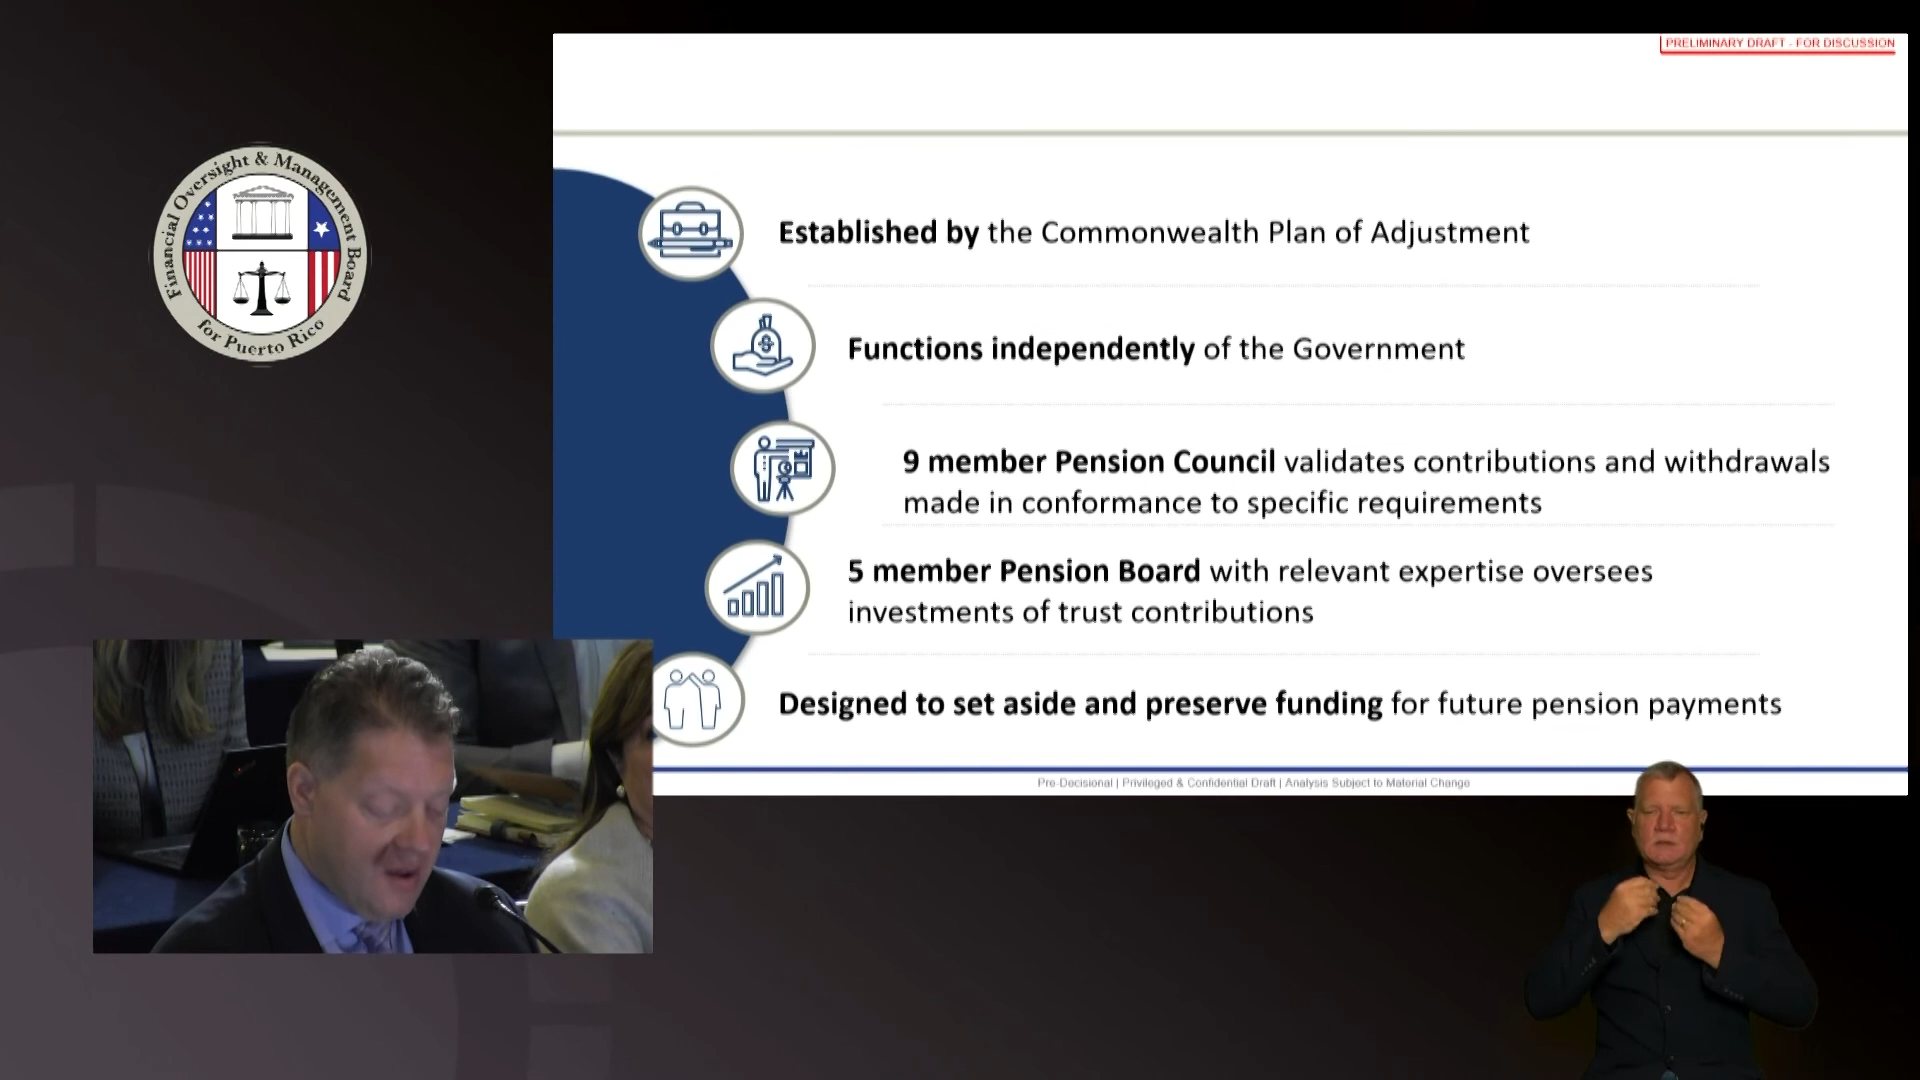 PRELIMINARY DRAFT - FOR DISCUSSION
Financial Oversight & Management Board
for Puerto Rico
Established by the Commonwealth Plan of Adjustment
Functions independently of the Government
9 member Pension Council validates contributions and withdrawals
made in conformance to specific requirements
5 member Pension Board with relevant expertise oversees
investments of trust contributions
Designed to set aside and preserve funding for future pension payments
Pre-Decisional | Privileged & Confidential Draft | Analysis Subject to Material Change